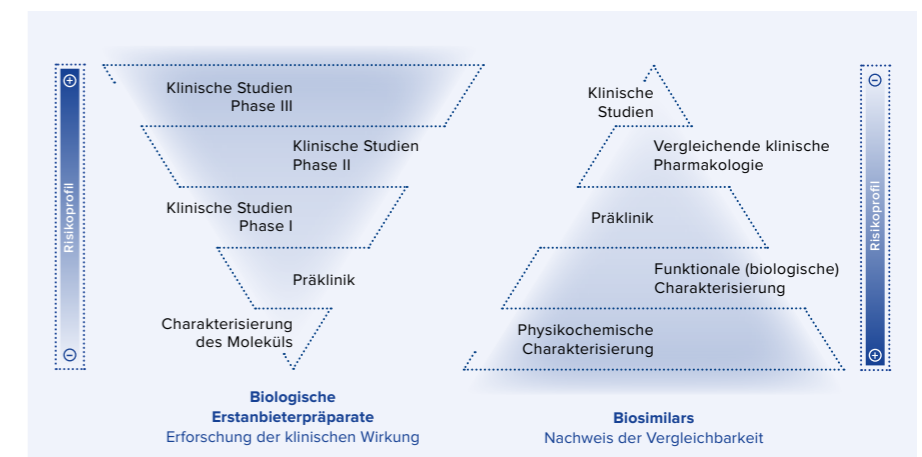 Risikoprofil
Klinische Studien
Phase III
Klinische Studien
Phase II
Klinische Studien
Phase I
Präklinik
Charakterisierung
des Moleküls
Biologische
Erstanbieterpräparate
Erforschung der klinischen Wirkung
Klinische
Studien
Vergleichende klinische
Pharmakologie
Präklinik
Funktionale (biologische)
Charakterisierung
Physikochemische
Charakterisierung
Biosimilars
Nachweis der Vergleichbarkeit
Risikoprofil